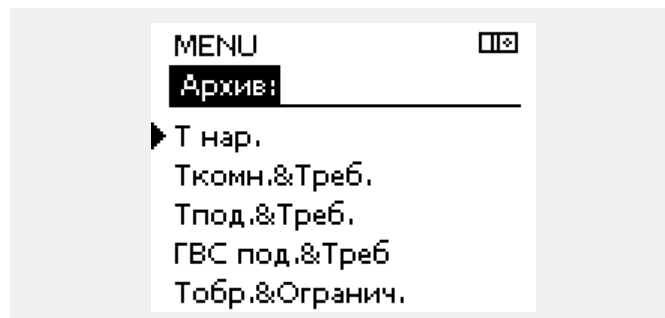 MENU
Архив:
Т нар.
Ткомн.&Треб.
Тпод.&Треб.
ГВС под.&Треб
Тобр.&Огранич.